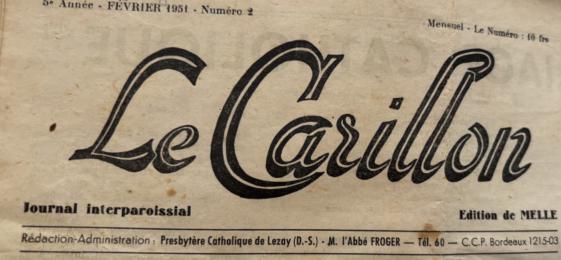 5e Année - FÉVRIER 1951 - Numéro 2
Mensuel - Le Numéro : 10 frs
Le Carillon
Journal interparoissial
Edition de MELLE
Rédaction-Administration : Presbytère Catholique de Lezay (D.-S.) - M. l'Abbé FROGER — Tél. 60 — C.C.P. Bordeaux 1215-03